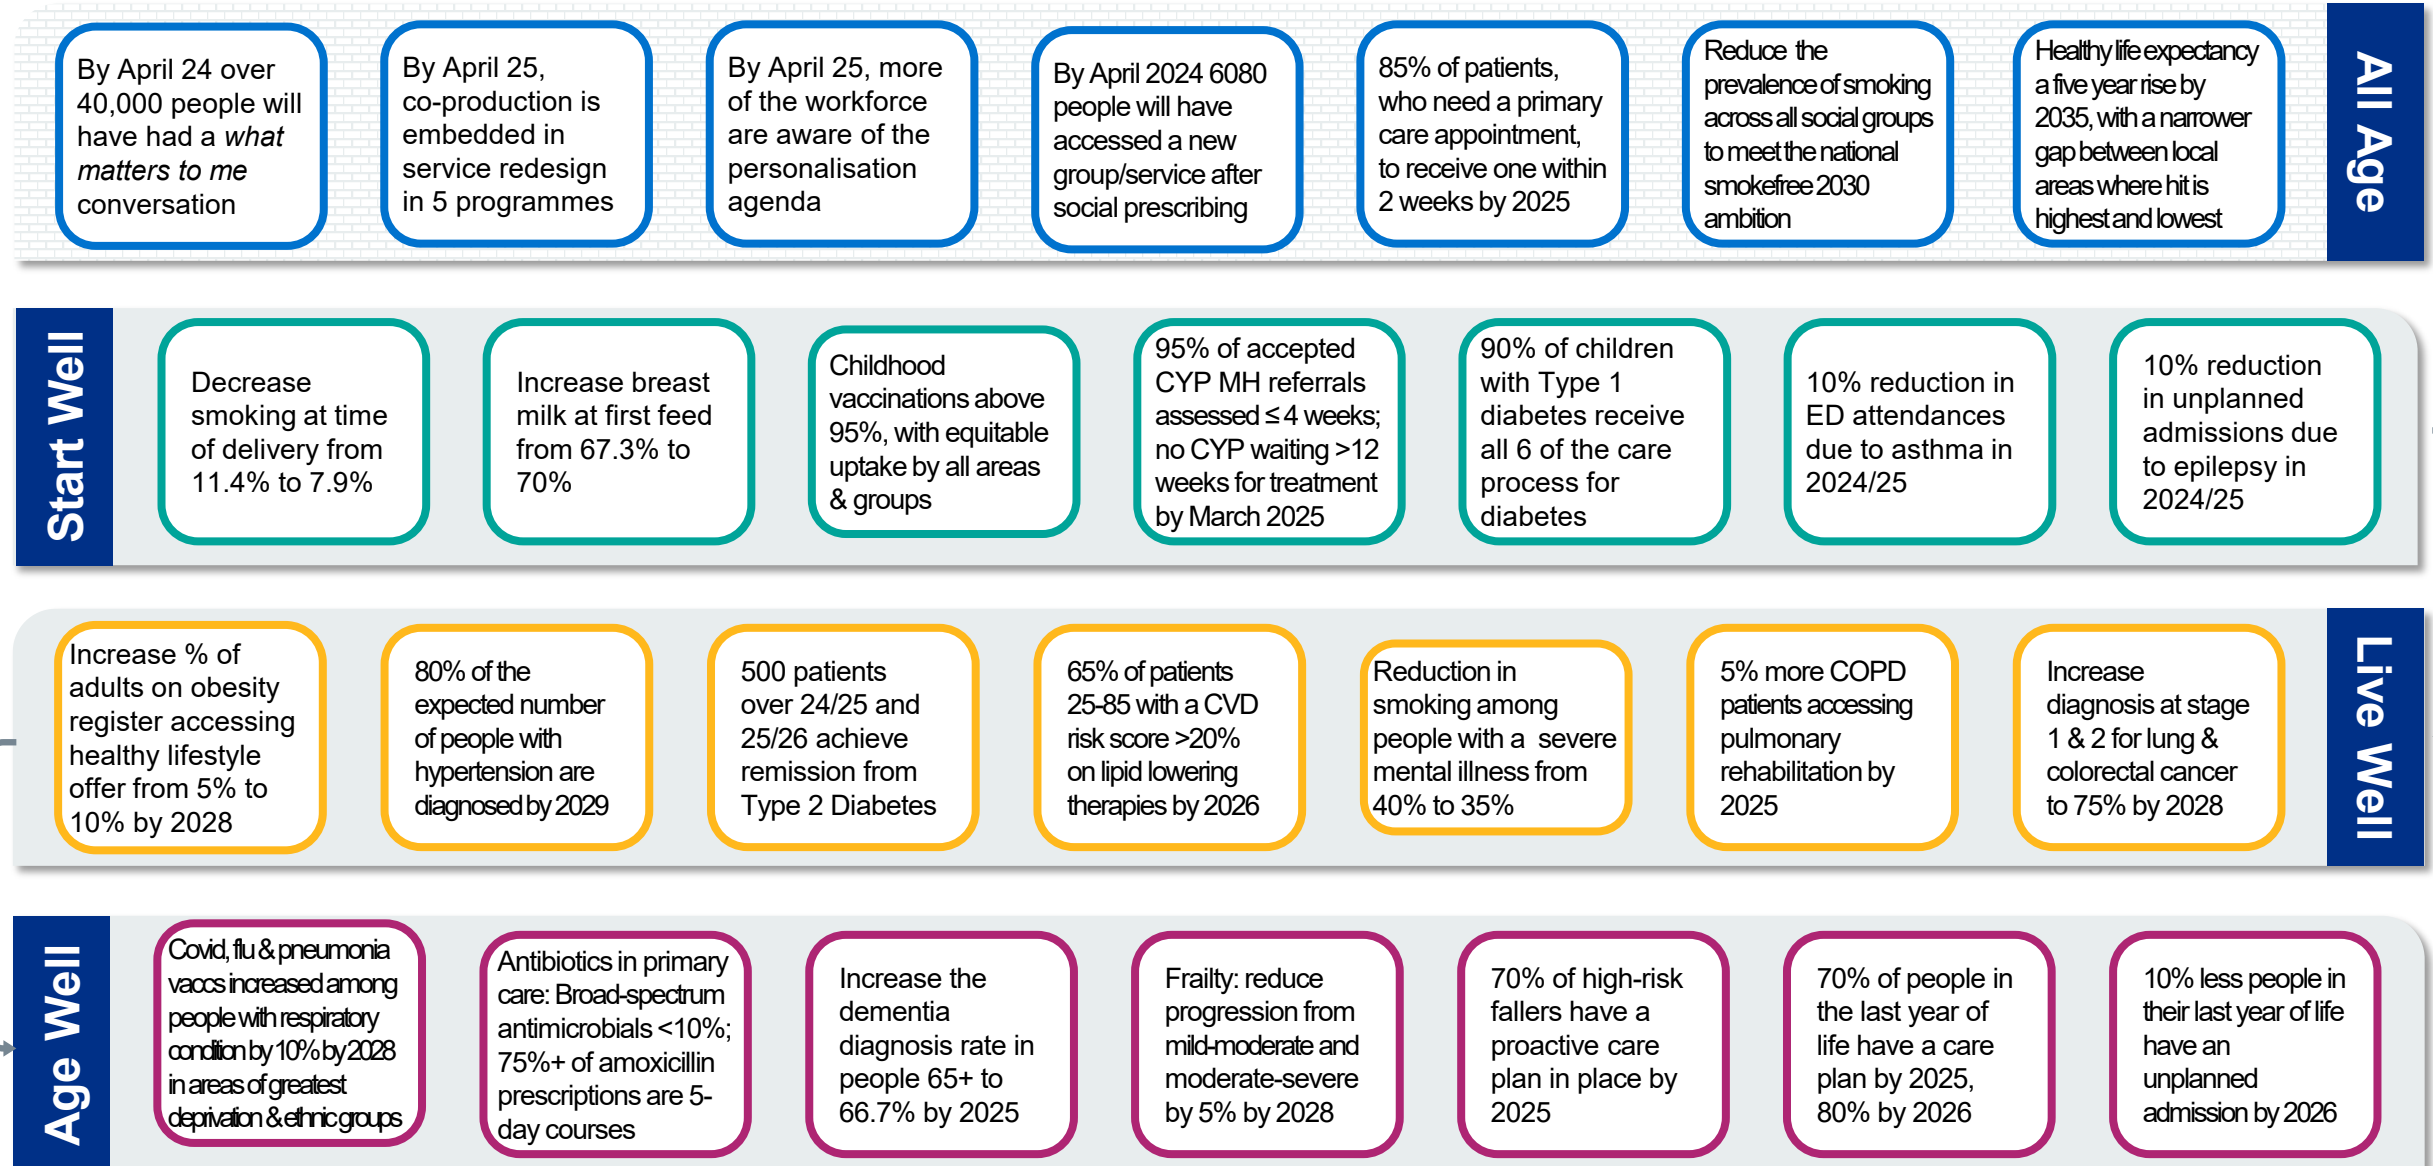 By April 24 over
40,000 people will
have had a what
matters to me
conversation
By April 25,
co-production is
embedded in
service redesign
in 5 programmes
By April 25, more
of the workforce
are aware of the
personalisation
agenda
By April 2024 6080
people will have
accessed a new
group/service after
social prescribing
85% of patients,
who need a primary
care appointment,
to receive one within
2 weeks by 2025
Reduce the
prevalence of smoking
across all social groups
to meet the national
smokefree 2030
ambition
Healthy life expectancy
a five year rise by
2035, with a narrower
gap between local
areas where hit is
highest and lowest
All Age
Start Well
Decrease
smoking at time
of delivery from
11.4% to 7.9%
Increase breast
milk at first feed
from 67.3% to
70%
Childhood
vaccinations above
95%, with equitable
uptake by all areas
& groups
95% of accepted
CYP MH referrals
assessed ≤ 4 weeks;
no CYP waiting >12
weeks for treatment
by March 2025
90% of children
with Type 1
diabetes receive
all 6 of the care
process for
diabetes
10% reduction in
ED attendances
due to asthma in
2024/25
10% reduction
in unplanned
admissions due
to epilepsy in
2024/25
Increase % of
adults on obesity
register accessing
healthy lifestyle
offer from 5% to
10% by 2028
80% of the
expected number
of people with
hypertension are
diagnosed by 2029
500 patients
over 24/25 and
25/26 achieve
remission from
Type 2 Diabetes
65% of patients
25-85 with a CVD
risk score >20%
on lipid lowering
therapies by 2026
Reduction in
smoking among
people with a severe
mental illness from
40% to 35%
5% more COPD
patients accessing
pulmonary
rehabilitation by
2025
Increase
diagnosis at stage
1 & 2 for lung &
colorectal cancer
to 75% by 2028
Live Well
Age Well
Covid, flu & pneumonia
vaccs increased among
people with respiratory
condition by 10% by 2028
in areas of greatest
deprivation & ethnic groups
Antibiotics in primary
care: Broad-spectrum
antimicrobials <10%;
75%+ of amoxicillin
prescriptions are 5-
day courses
Increase the
dementia
diagnosis rate in
people 65+ to
66.7% by 2025
Frailty: reduce
progression from
mild-moderate and
moderate-severe
by 5% by 2028
70% of high-risk
fallers have a
proactive care
plan in place by
2025
70% of people in
the last year of
life have a care
plan by 2025,
80% by 2026
10% less people in
their last year of life
have an
unplanned
admission by 2026